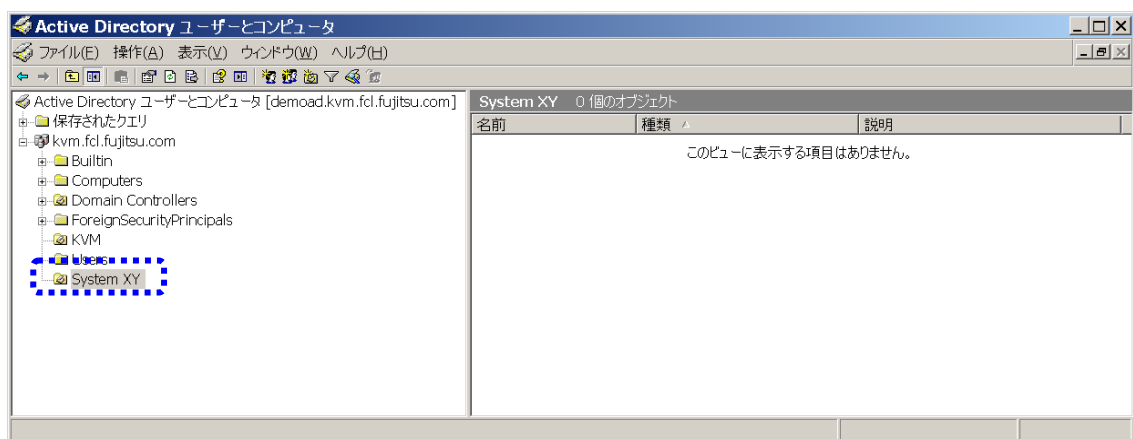 Active Directory ユーザーとコンピュータ
ファイル(F) 操作(A) 表示(V) ウィンドウ(W) ヘルプ(H)
Active Directory ユーザーとコンピュータ [demoad.kvm.fcl.fujitsu.com]
保存されたクエリ
kvm.fcl.fujitsu.com
Builtin
Computers
Domain Controllers
ForeignSecurityPrincipals
KVM
Users
System XY
System XY 0 個のオブジェクト
名前 種類 説明
このビューに表示する項目はありません。